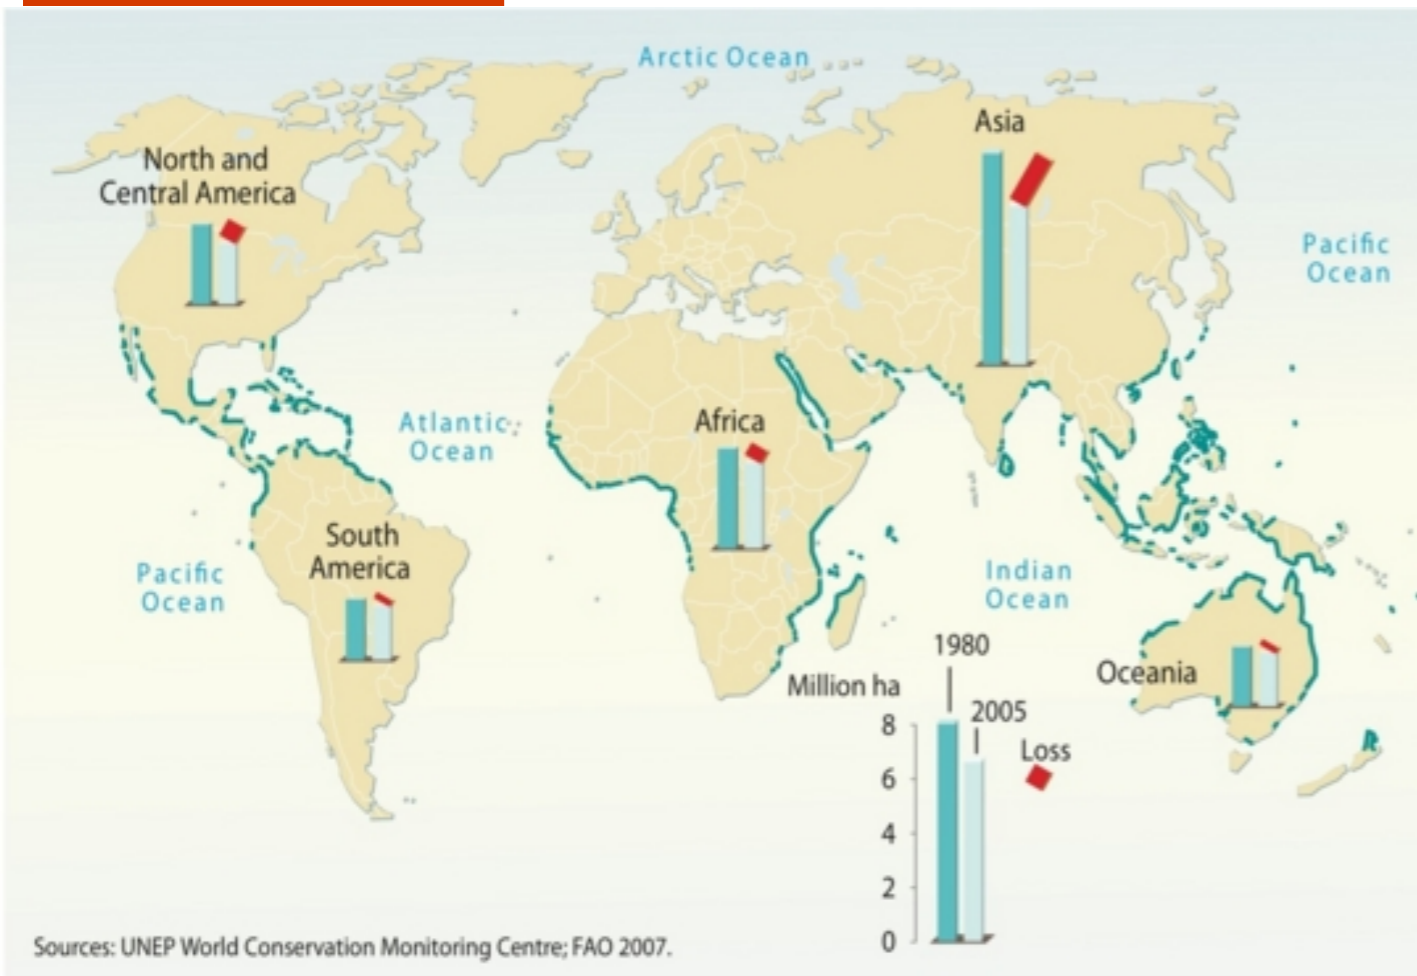 Arctic Ocean
Asia
North and
Central America
Pacific
Ocean
Africa
Atlantic
Ocean
South
America
Pacific
Ocean
Indian
Ocean
Oceania
1980
Million ha
2005
Loss
8
6
4
2
0
Sources: UNEP World Conservation Monitoring Centre; FAO 2007.